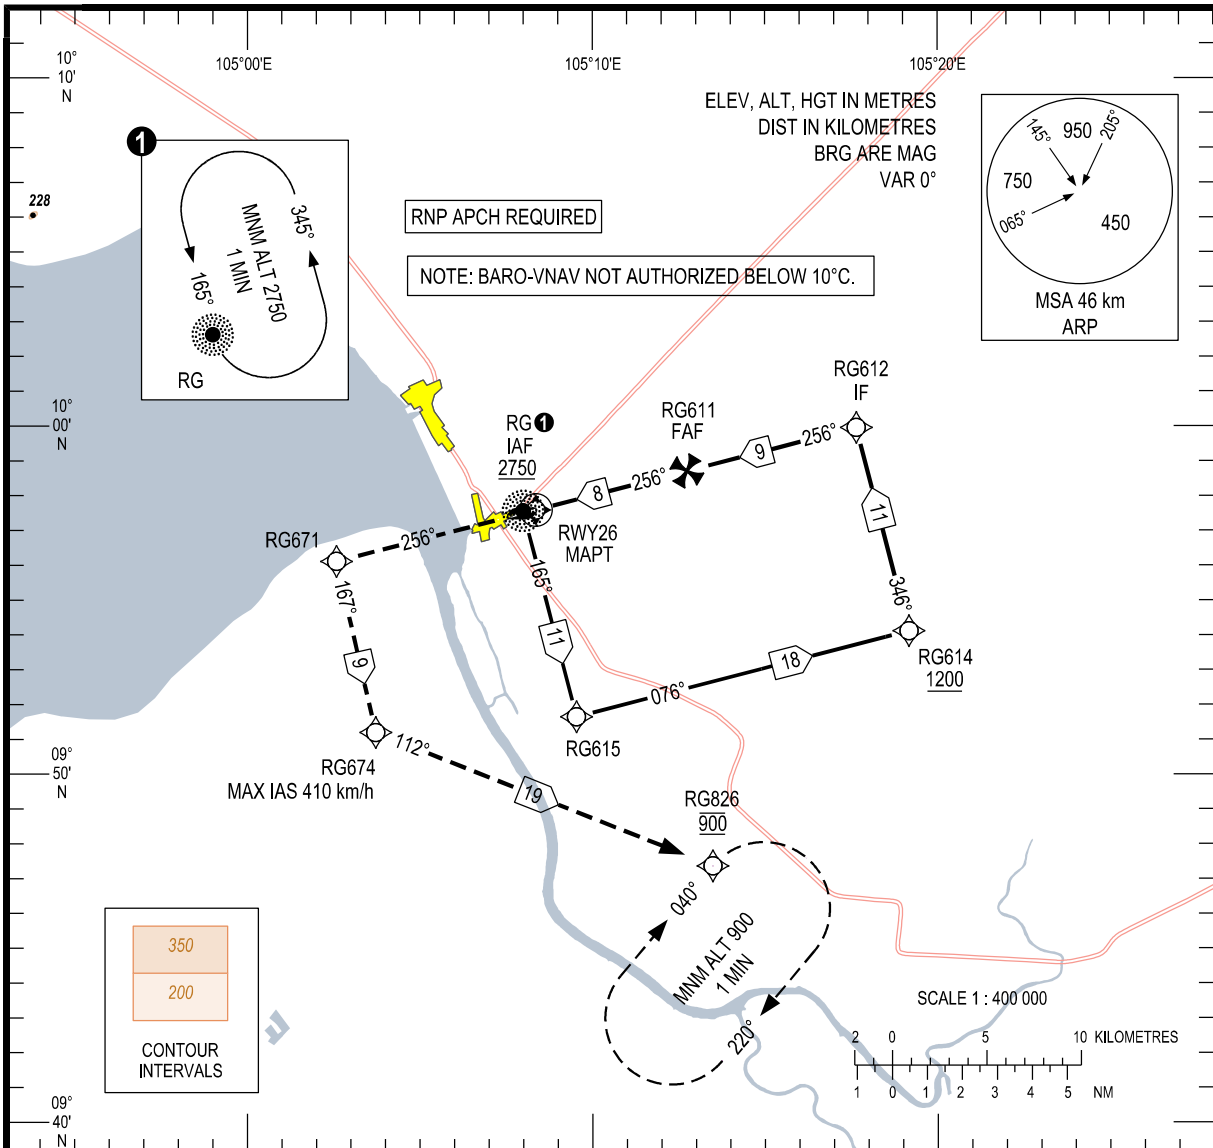 105°00'E
105°10'E
105°20'E
10°
10'
N
ELEV, ALT, HGT IN METRES
DIST IN KILOMETRES
BRG ARE MAG
VAR 0°
145°
950
205°
750
065°
450
MSA 46 km
ARP
1
228
345°
MNM ALT 2750
1 MIN
165°
RG
RNP APCH REQUIRED
NOTE: BARO-VNAV NOT AUTHORIZED BELOW 10°C.
RG612
IF
RG611
FAF
10°
00'
N
RG 1
IAF
2750
256°
9
256°
8
RWY26
MAPT
11
RG671
256°
165°
167°
346°
11
RG614
1200
9
18
076°
RG615
112°
RG674
MAX IAS 410 km/h
09°
50'
N
19
RG826
900
040°
MNM ALT 900
1 MIN
220°
350
200
CONTOUR
INTERVALS
SCALE 1 : 400 000
2 0 5 10 KILOMETRES
1 0 1 2 3 4 5 NM
09°
40'
N